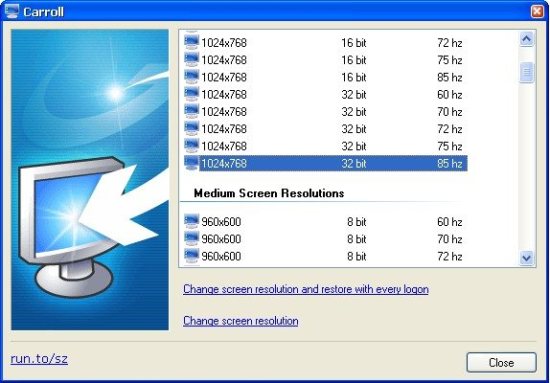 Carroll
1024x768 16 bit 72 hz
1024x768 16 bit 75 hz
1024x768 16 bit 85 hz
1024x768 32 bit 60 hz
1024x768 32 bit 70 hz
1024x768 32 bit 72 hz
1024x768 32 bit 75 hz
1024x768 32 bit 85 hz
Medium Screen Resolutions
960x600 8 bit 60 hz
960x600 8 bit 70 hz
960x600 8 bit 72 hz
Change screen resolution and restore with every logon
Change screen resolution
run.to/sz
Close